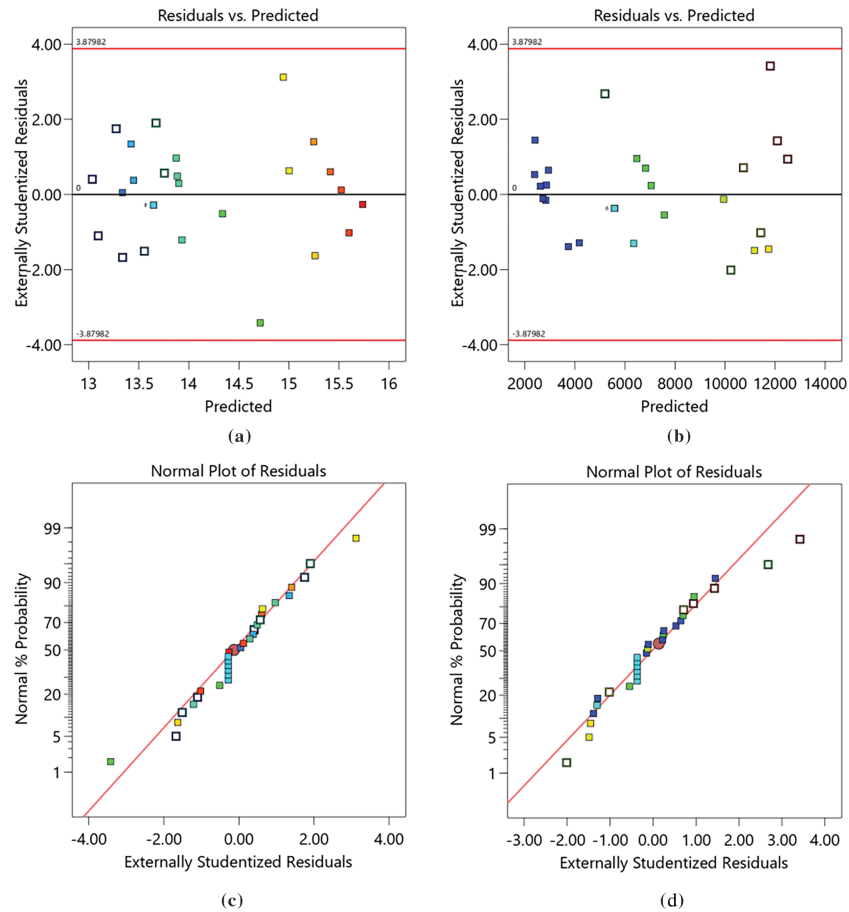 Residuals vs. Predicted
4.00
3.87982
2.00
0.00
0
-2.00
-3.87982
-4.00
Externally Studentized Residuals
13 13.5 14 14.5 15 15.5 16
Predicted
(a)
Residuals vs. Predicted
4.00
3.87982
2.00
0.00
0
6
-2.00
-3.87982
-4.00
Externally Studentized Residuals
2000 4000 6000 8000 10000 12000 14000
Predicted
(b)
Normal Plot of Residuals
99
90
70
50
20
5
1
Normal % Probability
-4.00 -2.00 0.00 2.00 4.00
Externally Studentized Residuals
(c)
Normal Plot of Residuals
99
90
70
50
20
5
1
Normal % Probability
-3.00 -2.00 -1.00 0.00 1.00 2.00 3.00 4.00
Externally Studentized Residuals
(d)